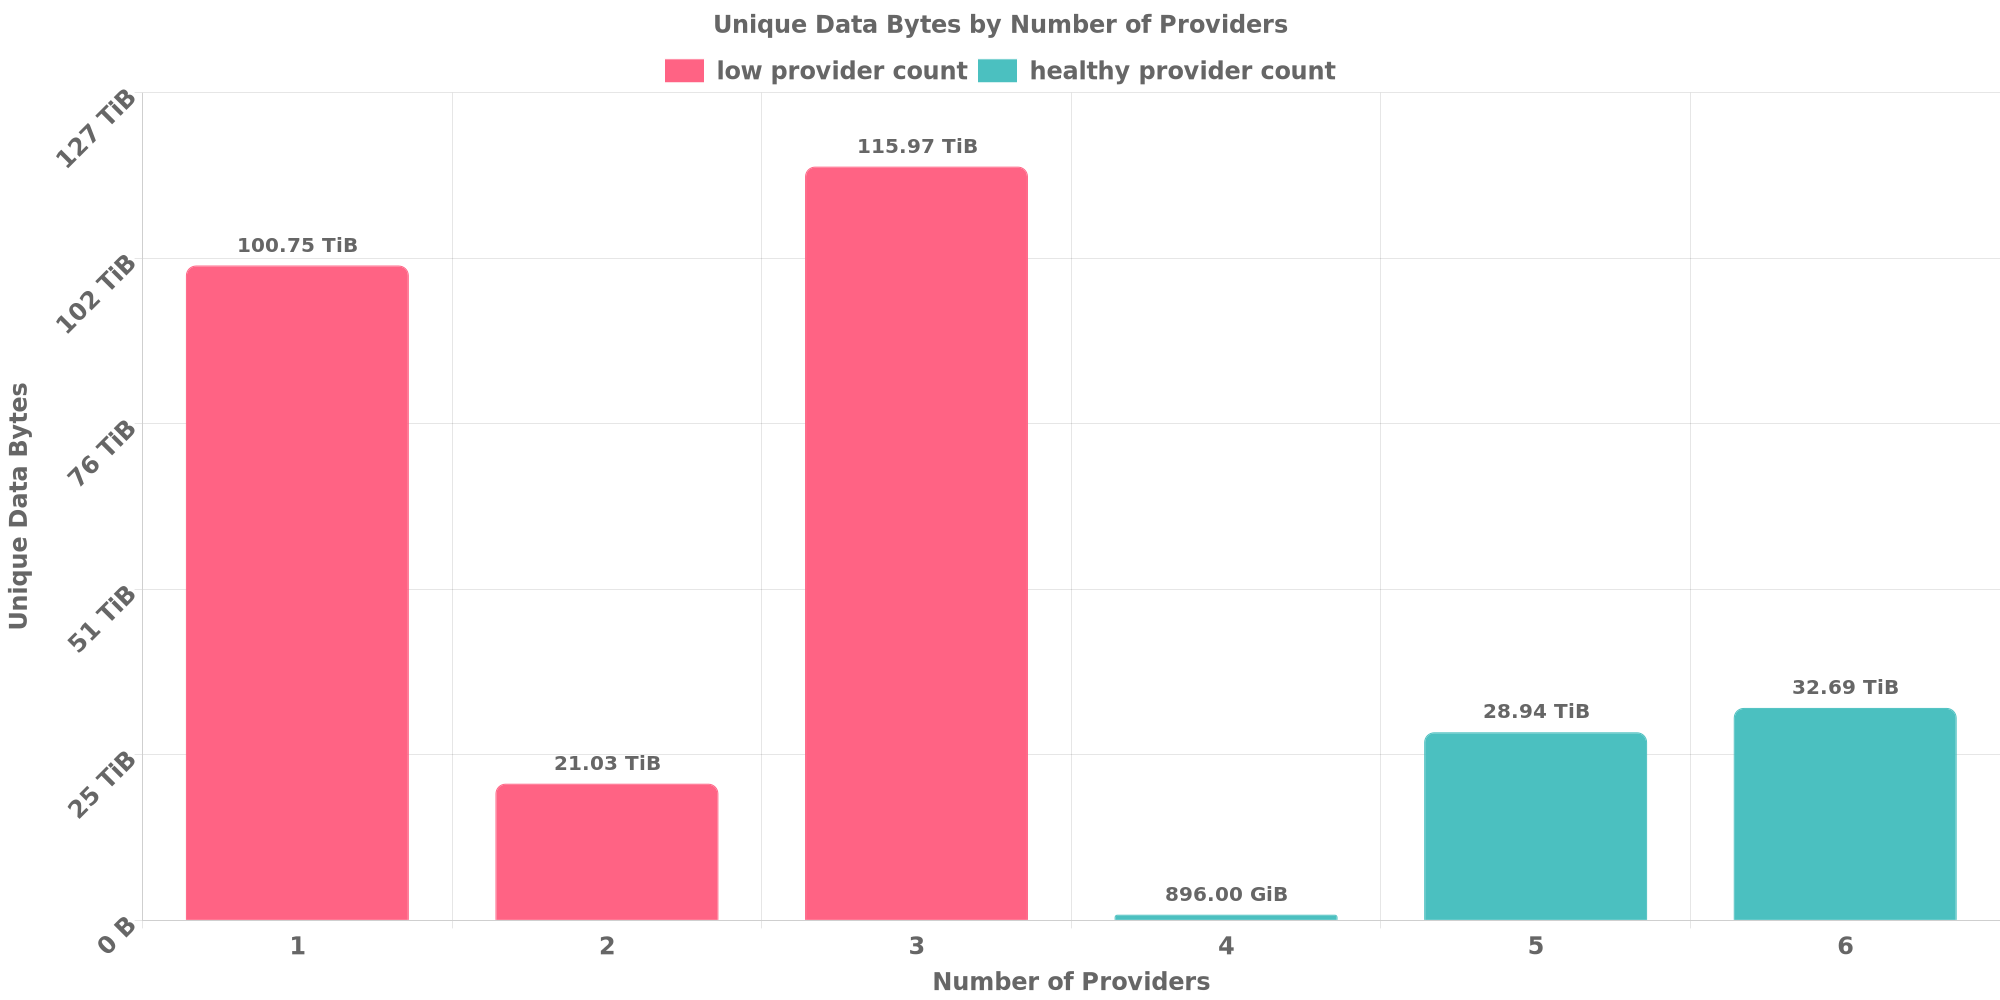 Unique Data Bytes by Number of Providers
low provider count healthy provider count
127 TiB
102 TiB
76 TiB
51 TiB
25 TiB
0 B
Unique Data Bytes
100.75 TiB
21.03 TiB
115.97 TiB
896.00 GiB
28.94 TiB
32.69 TiB
1 2 3 4 5 6
Number of Providers